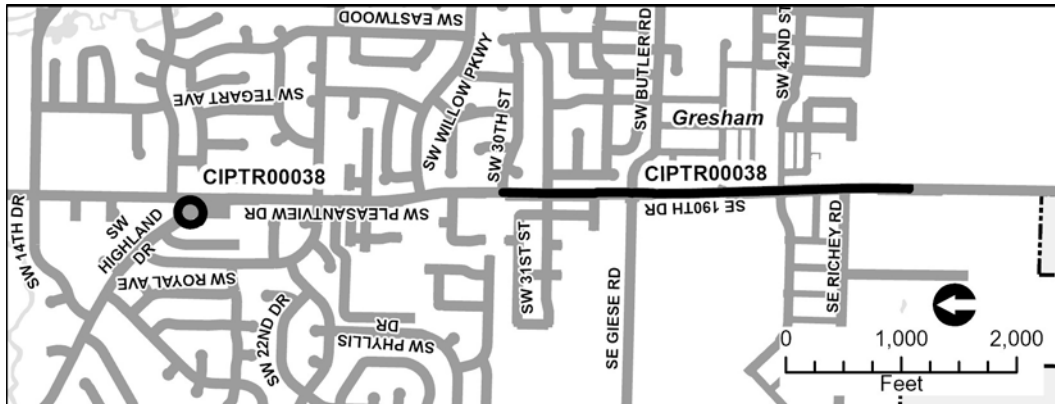 SW EASTWOOD
SW WILLOW PKWY
SW BUTLER RD
SW 42ND ST
SW TEGART AVE
SW 30TH ST
Gresham
CIPTR00038
CIPTR00038
SW 14TH DR
SW
HIGHLAND
DR
SW PLEASANTVIEW DR
SE 190TH DR
SW ROYAL AVE
SW 22ND DR
SW PHYLLIS
DR
SW 31ST ST
SE GIESE RD
SE RICHEY RD
0 1,000 2,000
Feet